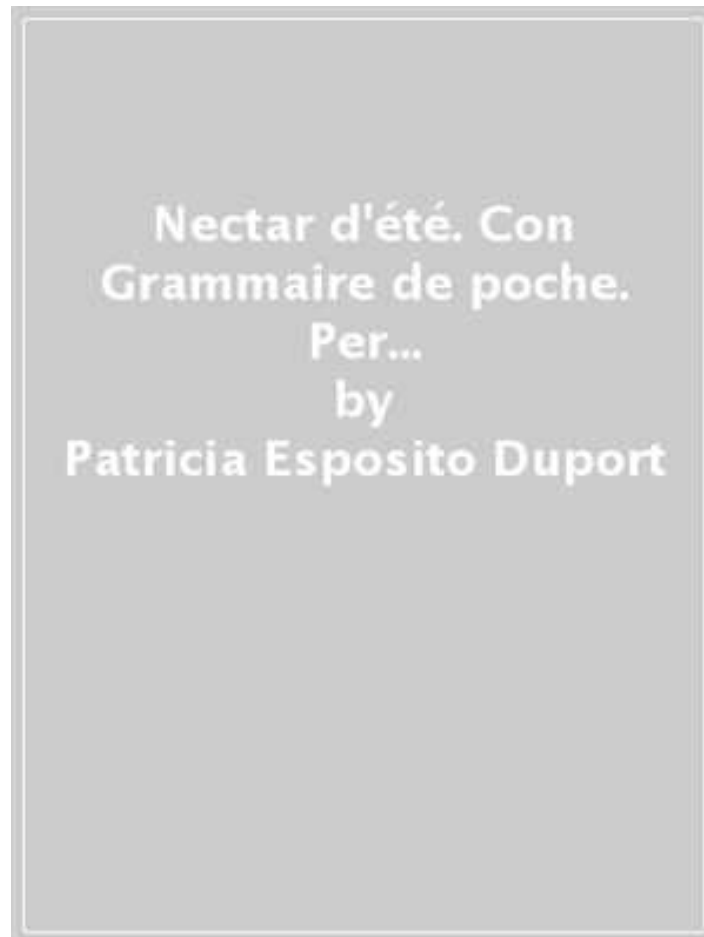 Nectar d'été. Con
Grammaire de poche.
Per...
by
Patricia Esposito Duport